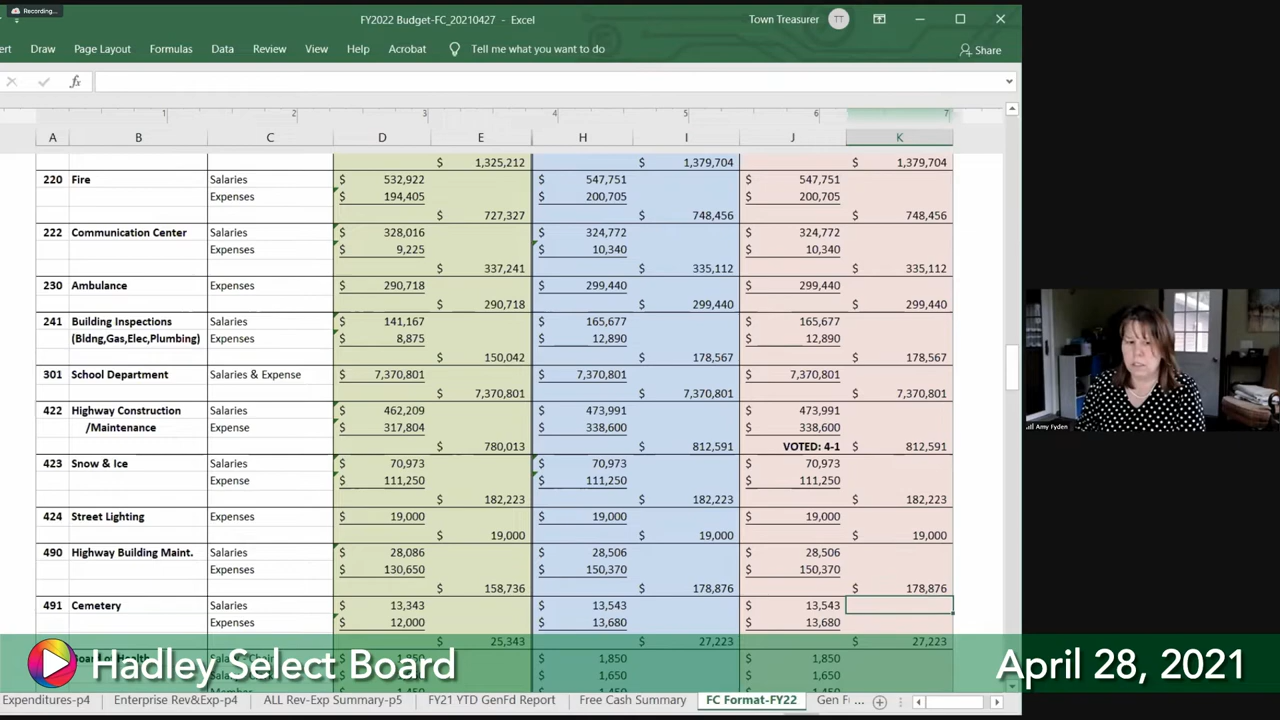 Recording...
FY2022 Budget-FC_20210427 - Excel
Town Treasurer TT
ert Draw Page Layout Formulas Data Review View Help Acrobat Tell me what you want to do Share
fx
1 2 3 4 5 6 7
A B C D E H I J K
$ 1,325,212 $ 1,379,704 $ 1,379,704
220 Fire Salaries $ 532,922 $ 547,751 $ 547,751
Expenses $ 194,405 $ 200,705 $ 200,705
$ 727,327 $ 748,456 $ 748,456
222 Communication Center Salaries $ 328,016 $ 324,772 $ 324,772
Expenses $ 9,225 $ 10,340 $ 10,340
$ 337,241 $ 335,112 $ 335,112
230 Ambulance Expenses $ 290,718 $ 299,440 $ 299,440
$ 290,718 $ 299,440 $ 299,440
241 Building Inspections Salaries $ 141,167 $ 165,677 $ 165,677
(Bldng,Gas,Elec,Plumbing) Expenses $ 8,875 $ 12,890 $ 12,890
$ 150,042 $ 178,567 $ 178,567
301 School Department Salaries & Expense $ 7,370,801 $ 7,370,801 $ 7,370,801
$ 7,370,801 $ 7,370,801 $ 7,370,801
422 Highway Construction Salaries $ 462,209 $ 473,991 $ 473,991
/Maintenance Expense $ 317,804 $ 338,600 $ 338,600
$ 780,013 $ 812,591 VOTED: 4-1 $ 812,591
423 Snow & Ice Salaries $ 70,973 $ 70,973 $ 70,973
Expense $ 111,250 $ 111,250 $ 111,250
$ 182,223 $ 182,223 $ 182,223
424 Street Lighting Expenses $ 19,000 $ 19,000 $ 19,000
$ 19,000 $ 19,000 $ 19,000
490 Highway Building Maint. Salaries $ 28,086 $ 28,506 $ 28,506
Expenses $ 130,650 $ 150,370 $ 150,370
$ 158,736 $ 178,876 $ 178,876
491 Cemetery Salaries $ 13,343 $ 13,543 $ 13,543
Expenses $ 12,000 $ 13,680 $ 13,680
$ 25,343 $ 27,223 $ 27,223
Amy Fyden
Hadley Select Board
April 28, 2021
$ 1,850 $ 1,850
$ 1,650 $ 1,650
Expenditures-p4 Enterprise Rev&Exp-p4 ALL Rev-Exp Summary-p5 FY21 YTD GenFd Report Free Cash Summary FC Format-FY22 Gen F ...